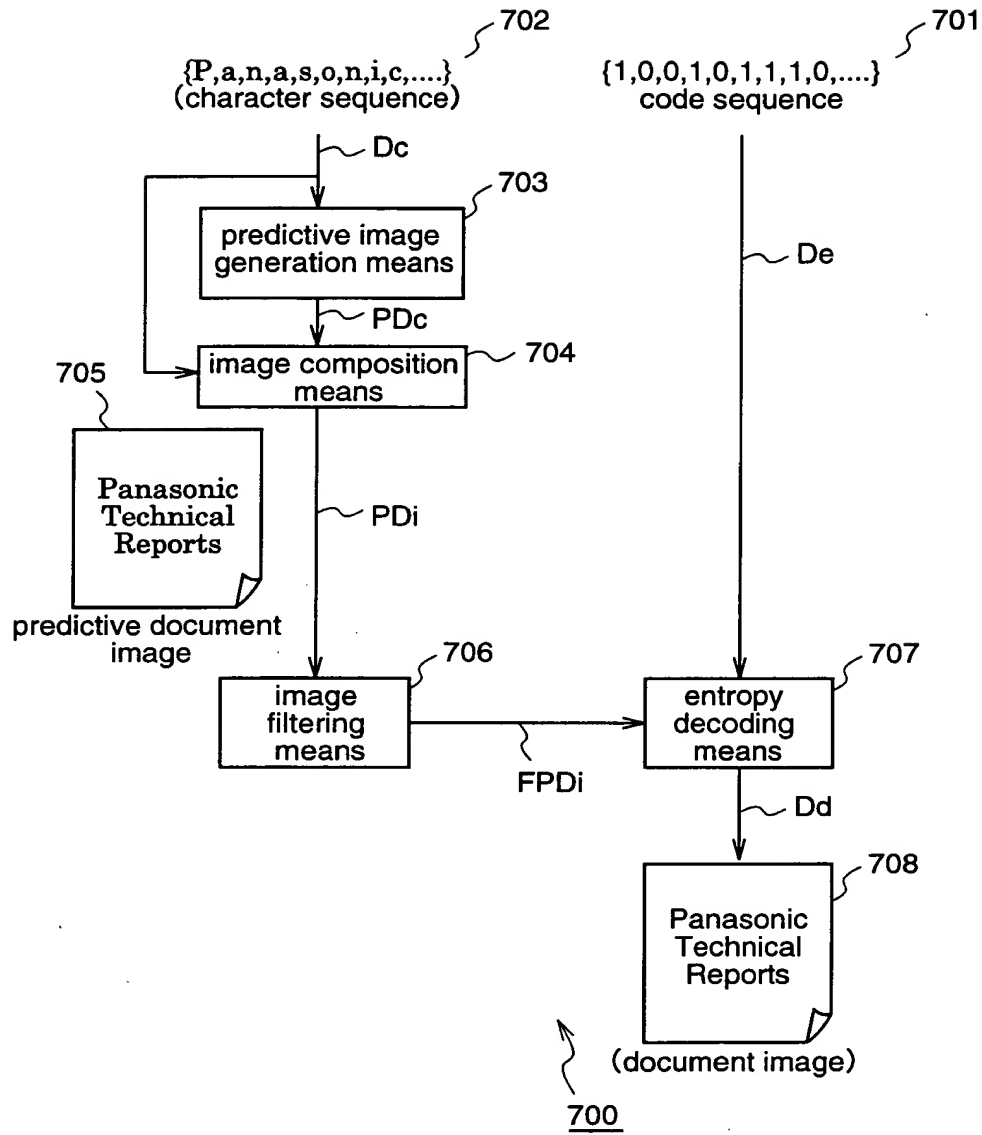 702
701
{P,a,n,a,s,o,n,i,c,....}
(character sequence)
{1,0,0,1,0,1,1,1,0,....}
code sequence
Dc
703
predictive image
generation means
De
PDc
704
image composition
means
705
Panasonic
Technical
Reports
PDi
predictive document
image
706
image
filtering
means
707
entropy
decoding
means
FPDi
Dd
708
Panasonic
Technical
Reports
(document image)
700